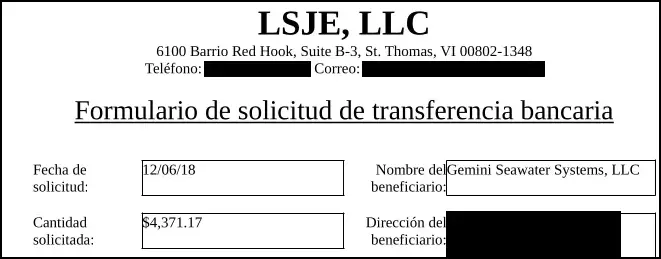 LSJE, LLC
6100 Barrio Red Hook, Suite B-3, St. Thomas, VI 00802-1348
Teléfono: Correo:
Formulario de solicitud de transferencia bancaria
Fecha de solicitud: 12/06/18 Nombre del beneficiario: Gemini Seawater Systems, LLC
Cantidad solicitada: $4,371.17 Dirección del beneficiario: